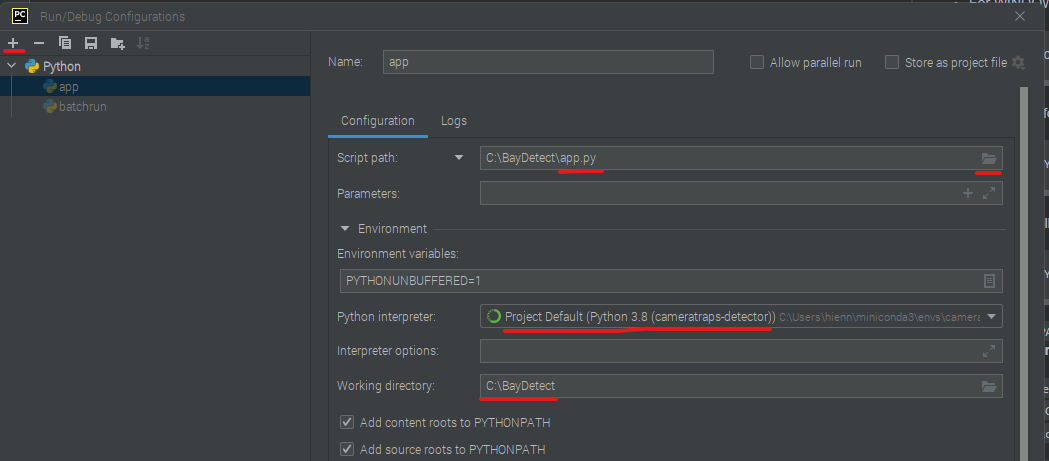 PC Run/Debug Configurations
Python
app
batchrun
Name: app Allow parallel run Store as project file
Configuration Logs
Script path: C:\BayDetect\app.py
Parameters:
Environment
Environment variables:
PYTHONUNBUFFERED=1
Python interpreter: Project Default (Python 3.8 (cameratraps-detector)) C:\Users\hienn\miniconda3\envs\camera
Interpreter options:
Working directory: C:\BayDetect
Add content roots to PYTHONPATH
Add source roots to PYTHONPATH